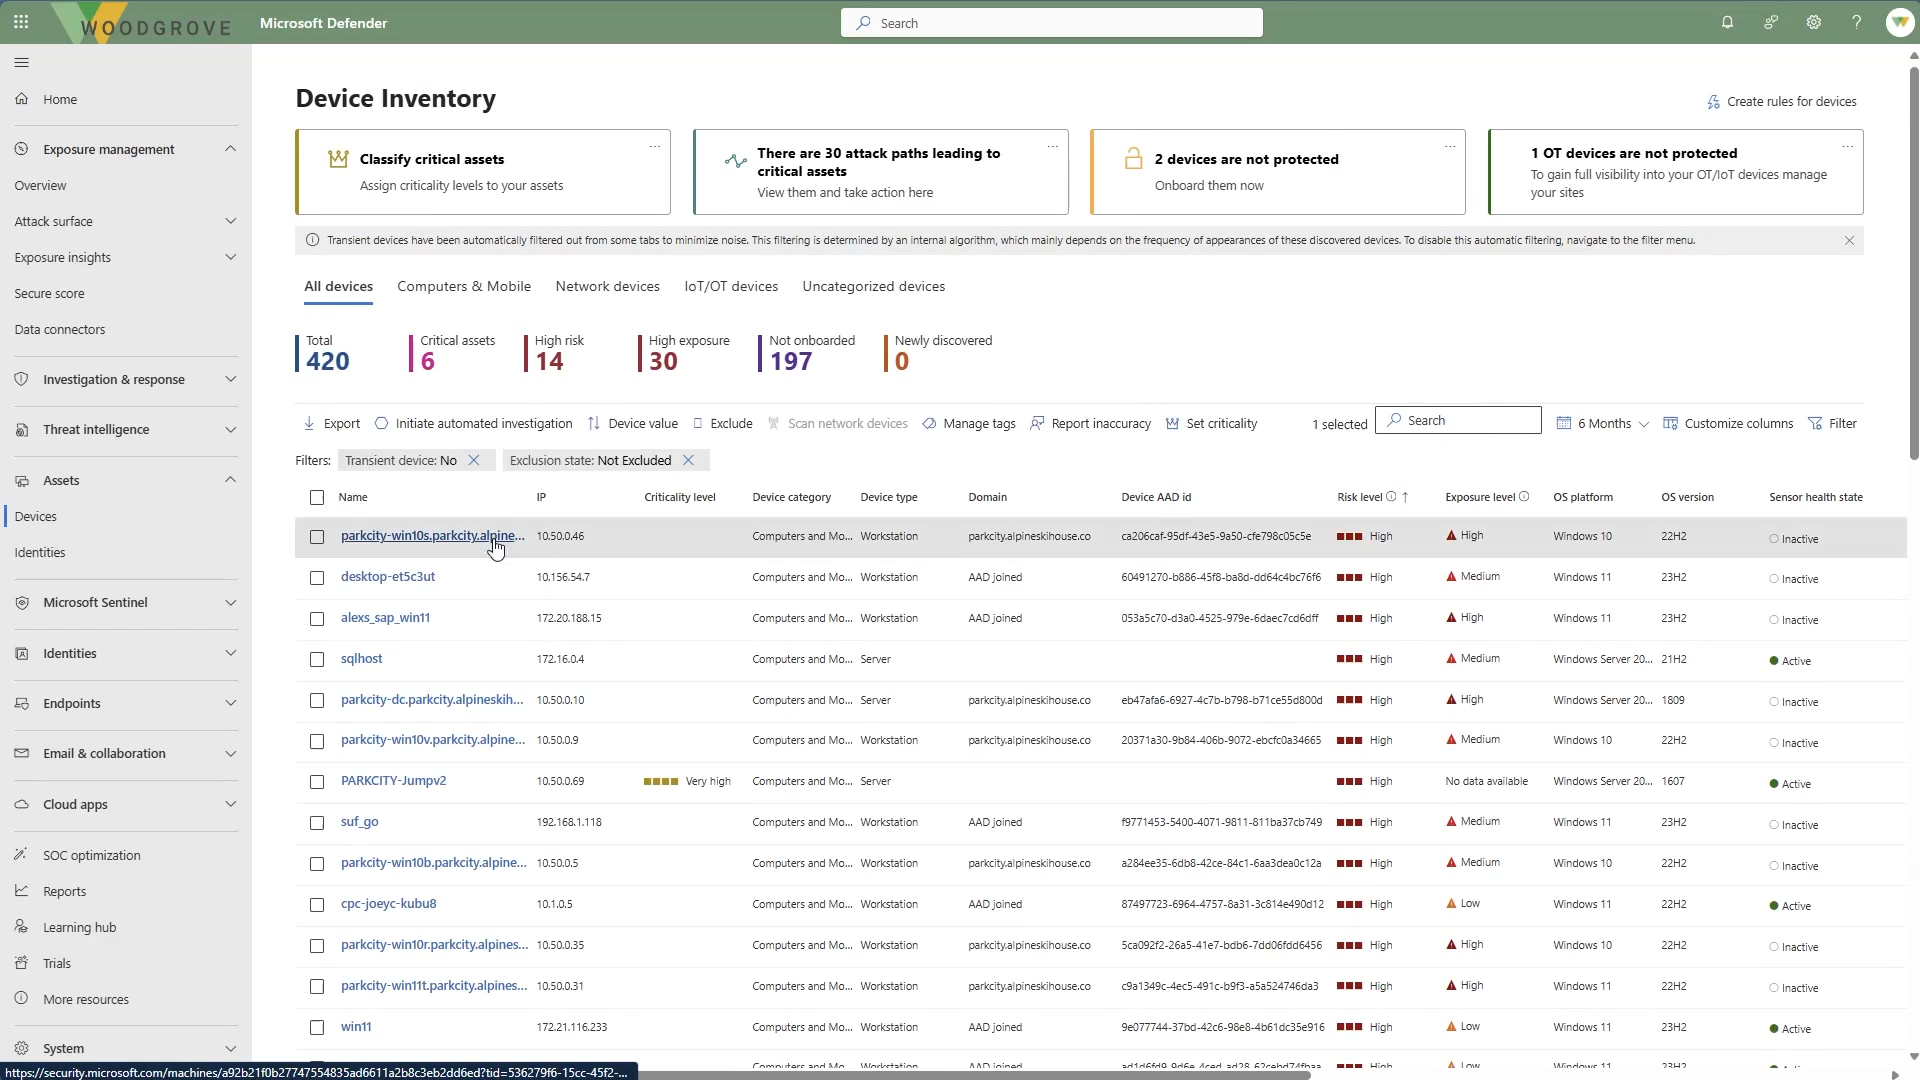 WOODGROVE
Microsoft Defender
Search
Home
Exposure management
Overview
Attack surface
Exposure insights
Secure score
Data connectors
Investigation & response
Threat intelligence
Assets
Devices
Identities
Microsoft Sentinel
Identities
Endpoints
Email & collaboration
Cloud apps
SOC optimization
Reports
Learning hub
Trials
More resources
System
Device Inventory
Create rules for devices
Classify critical assets
Assign criticality levels to your assets
There are 30 attack paths leading to
critical assets
View them and take action here
2 devices are not protected
Onboard them now
1 OT devices are not protected
To gain full visibility into your OT/IoT devices manage
your sites
Transient devices have been automatically filtered out from some tabs to minimize noise. This filtering is determined by an internal algorithm, which mainly depends on the frequency of appearances of these discovered devices. To disable this automatic filtering, navigate to the filter menu.
All devices Computers & Mobile Network devices IoT/OT devices Uncategorized devices
Total Critical assets High risk High exposure Not onboarded Newly discovered
420 6 14 30 197 0
Export Initiate automated investigation Device value Exclude Scan network devices Manage tags Report inaccuracy Set criticality 1 selected Search 6 Months Customize columns Filter
Filters: Transient device: No Exclusion state: Not Excluded
Name IP Criticality level Device category Device type Domain Device AAD id Risk level Exposure level OS platform OS version Sensor health state
parkcity-win10s.parkcity.alpine... 10.50.0.46 Computers and Mo... Workstation parkcity.alpineskihouse.co ca206caf-95df-43e5-9a50-cfe798c05c5e High High Windows 10 22H2 Inactive
desktop-et5c3ut 10.156.54.7 Computers and Mo... Workstation AAD joined 60491270-b886-45f8-ba8d-dd64c4bc76f6 High Medium Windows 11 23H2 Inactive
alexs_sap_win11 172.20.188.15 Computers and Mo... Workstation AAD joined 053a5c70-d3a0-4525-979e-6daec7cd6dff High High Windows 11 23H2 Inactive
sqlhost 172.16.0.4 Computers and Mo... Server High Medium Windows Server 20... 21H2 Active
parkcity-dc.parkcity.alpineskih... 10.50.0.10 Computers and Mo... Server parkcity.alpineskihouse.co eb47afa6-6927-4c7b-b798-b71ce55d800d High High Windows Server 20... 1809 Inactive
parkcity-win10v.parkcity.alpine... 10.50.0.9 Computers and Mo... Workstation parkcity.alpineskihouse.co 20371a30-9b84-406b-9072-ebcfc0a34665 High Medium Windows 10 22H2 Inactive
PARKCITY-Jumpv2 10.50.0.69 Very high Computers and Mo... Server High No data available Windows Server 20... 1607 Active
suf_go 192.168.1.118 Computers and Mo... Workstation AAD joined f9771453-5400-4071-9811-811ba37cb749 High Medium Windows 11 23H2 Inactive
parkcity-win10b.parkcity.alpine... 10.50.0.5 Computers and Mo... Workstation parkcity.alpineskihouse.co a284ee35-6db8-42ce-84c1-6aa3dea0c12a High Medium Windows 10 22H2 Inactive
cpc-joeyc-kubu8 10.1.0.5 Computers and Mo... Workstation AAD joined 87497723-6964-4757-8a31-3c814e490d12 High Low Windows 11 22H2 Active
parkcity-win10r.parkcity.alpines... 10.50.0.35 Computers and Mo... Workstation parkcity.alpineskihouse.co 5ca092f2-26a5-41e7-bdb6-7dd06fdd6456 High High Windows 10 22H2 Inactive
parkcity-win11t.parkcity.alpines... 10.50.0.31 Computers and Mo... Workstation parkcity.alpineskihouse.co c9a1349c-4ec5-491c-b9f3-a5a524746da3 High High Windows 11 22H2 Inactive
win11 172.21.116.233 Computers and Mo... Workstation AAD joined 9e077744-37bd-42c6-98e8-4b61dc35e916 High Low Windows 11 23H2 Active
https://security.microsoft.com/machines/a92b21f0b27747554835ad6611a2b8c3eb2dd6ed?tid=536279f6-15cc-45f2-...